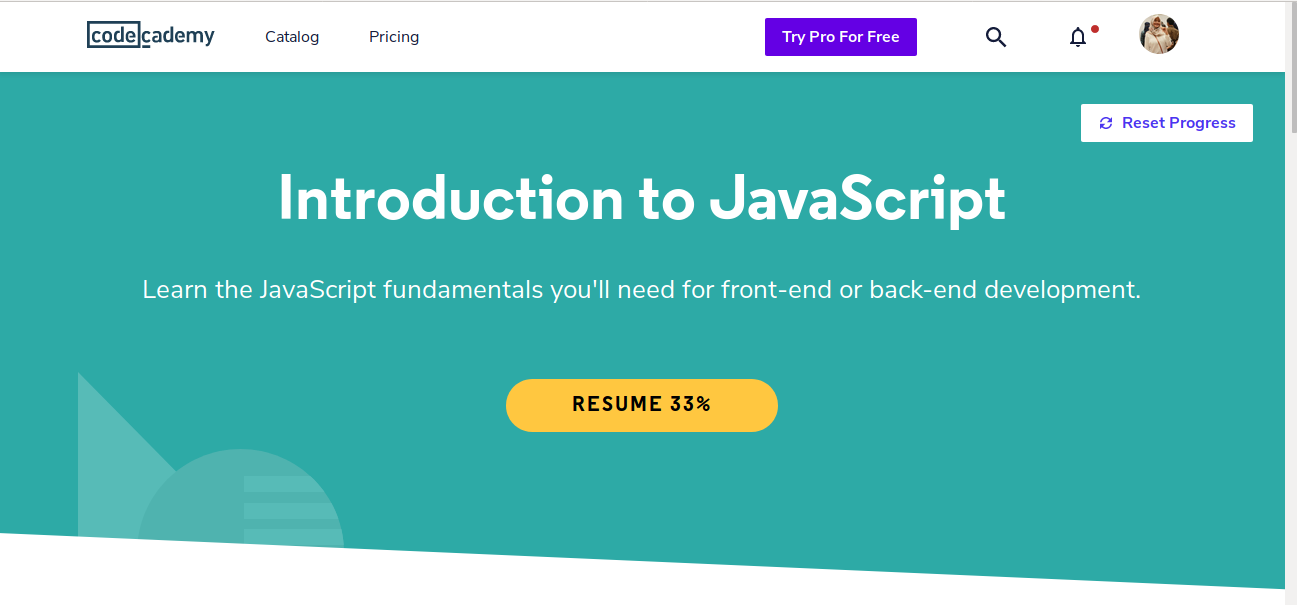 codecademy
Catalog
Pricing
Try Pro For Free
Reset Progress
Introduction to JavaScript
Learn the JavaScript fundamentals you'll need for front-end or back-end development.
RESUME 33%